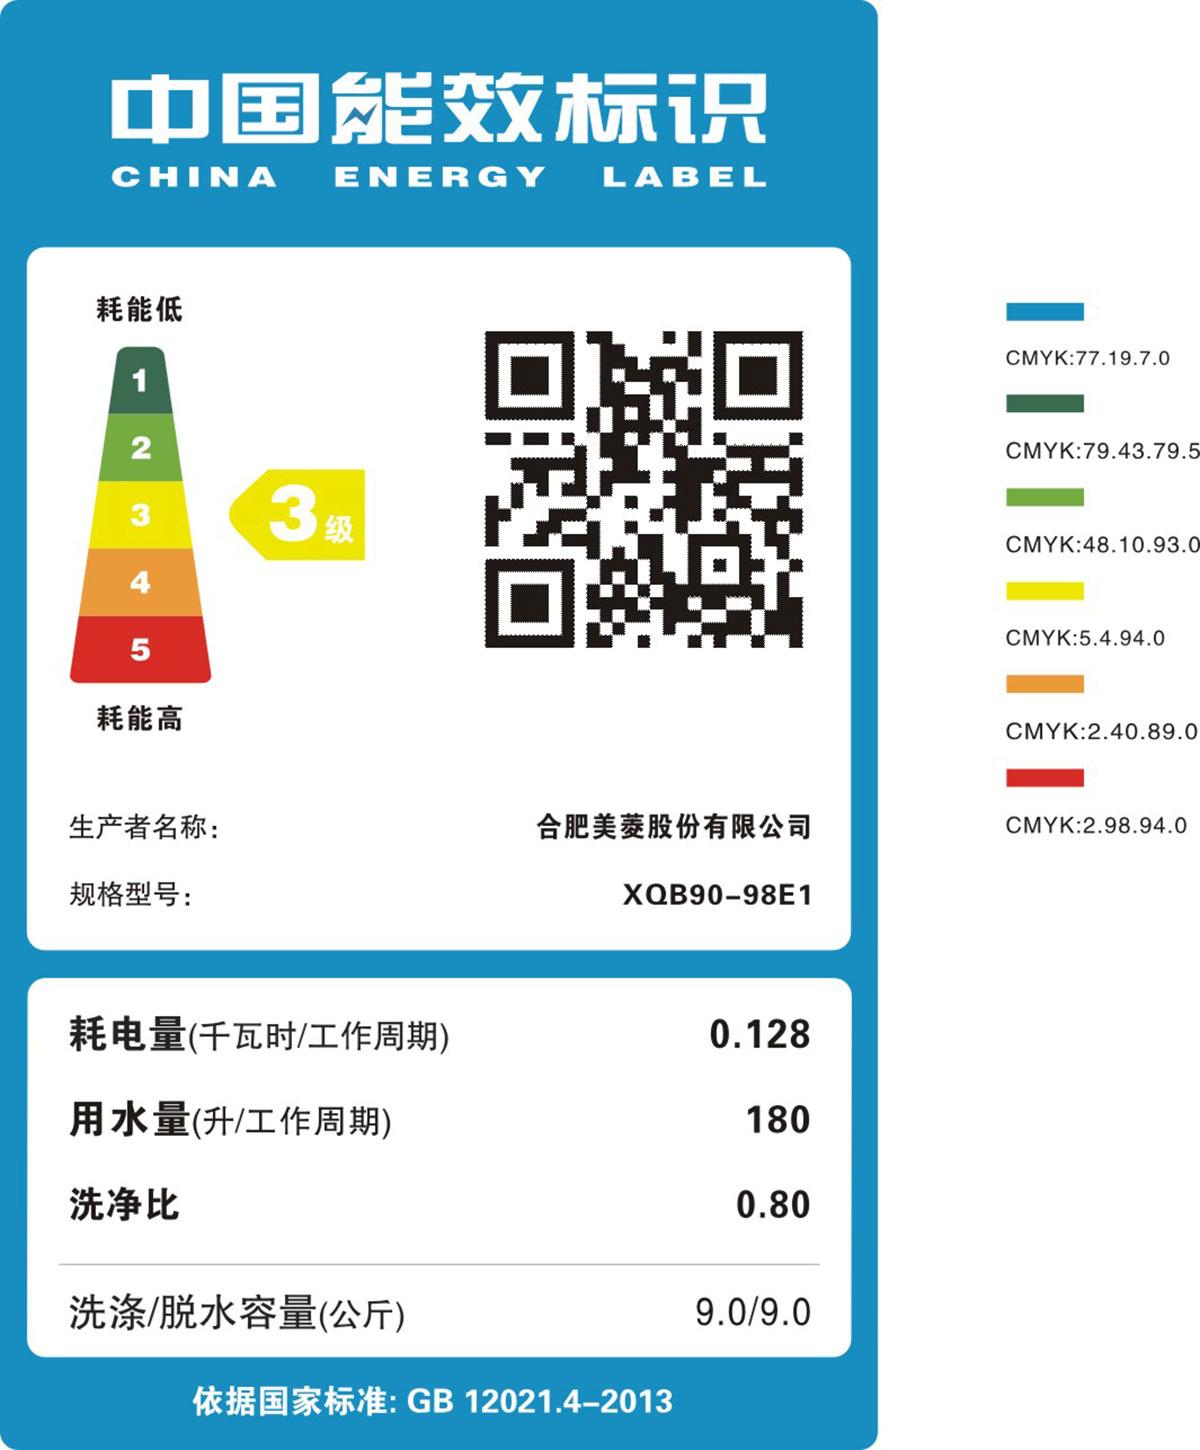 中国能效标识
CHINA ENERGY LABEL
耗能低
1
2
3
4
5
3级
耗能高
生产者名称: 合肥美菱股份有限公司
规格型号: XQB90-98E1
耗电量(千瓦时/工作周期) 0.128
用水量(升/工作周期) 180
洗净比 0.80
洗涤/脱水容量(公斤) 9.0/9.0
依据国家标准: GB 12021.4-2013
CMYK:77.19.7.0
CMYK:79.43.79.5
CMYK:48.10.93.0
CMYK:5.4.94.0
CMYK:2.40.89.0
CMYK:2.98.94.0